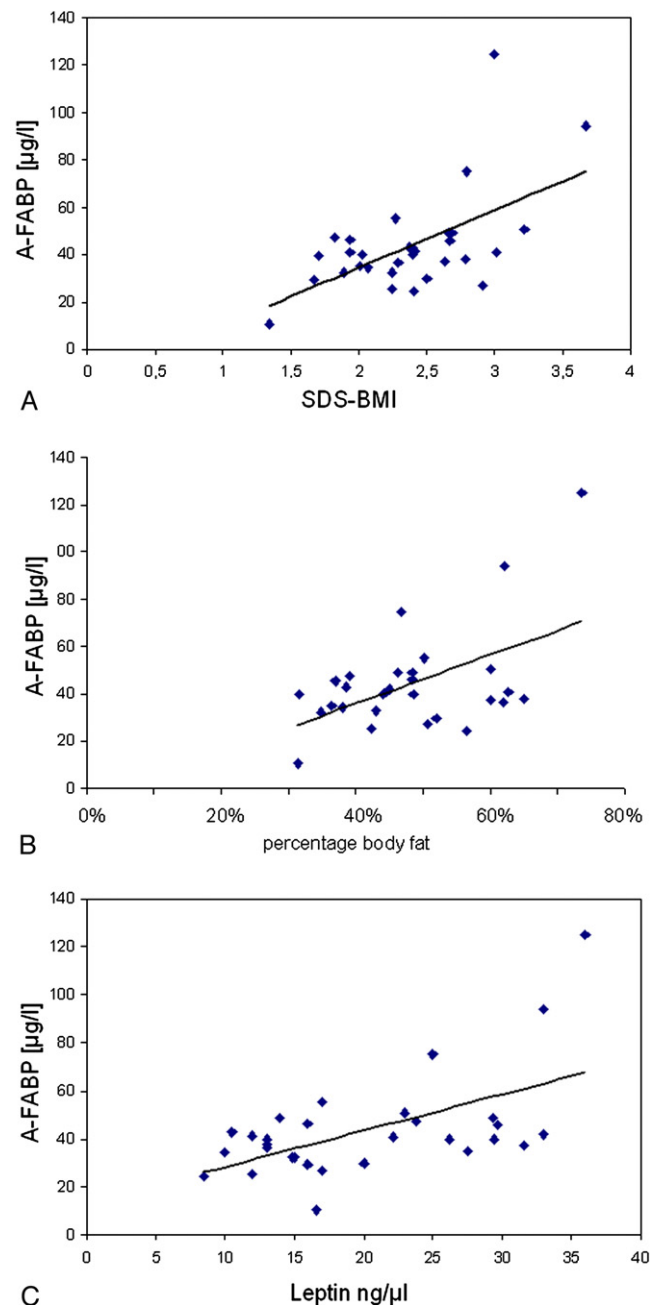 140
120
100
80
60
40
20
0
A-FABP [µg/l]
0 0,5 1 1,5 2 2,5 3 3,5 4
SDS-BMI
A
140
120
00
80
60
40
20
0
A-FABP [µg/l]
0% 20% 40% 60% 80%
percentage body fat
B
140
120
100
80
60
40
20
0
A-FABP [µg/l]
0 5 10 15 20 25 30 35 40
Leptin ng/µl
C